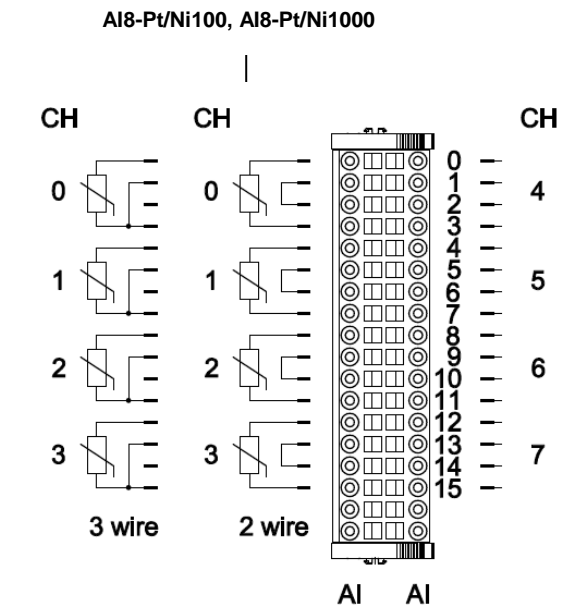 AI8-Pt/Ni100, AI8-Pt/Ni1000
CH CH CH
0 0 0
1
2 4
3
4
1 1 5 5
6
7
8
2 2 9 6
10
11
12
3 3 13 7
14
15
3 wire 2 wire
AI AI